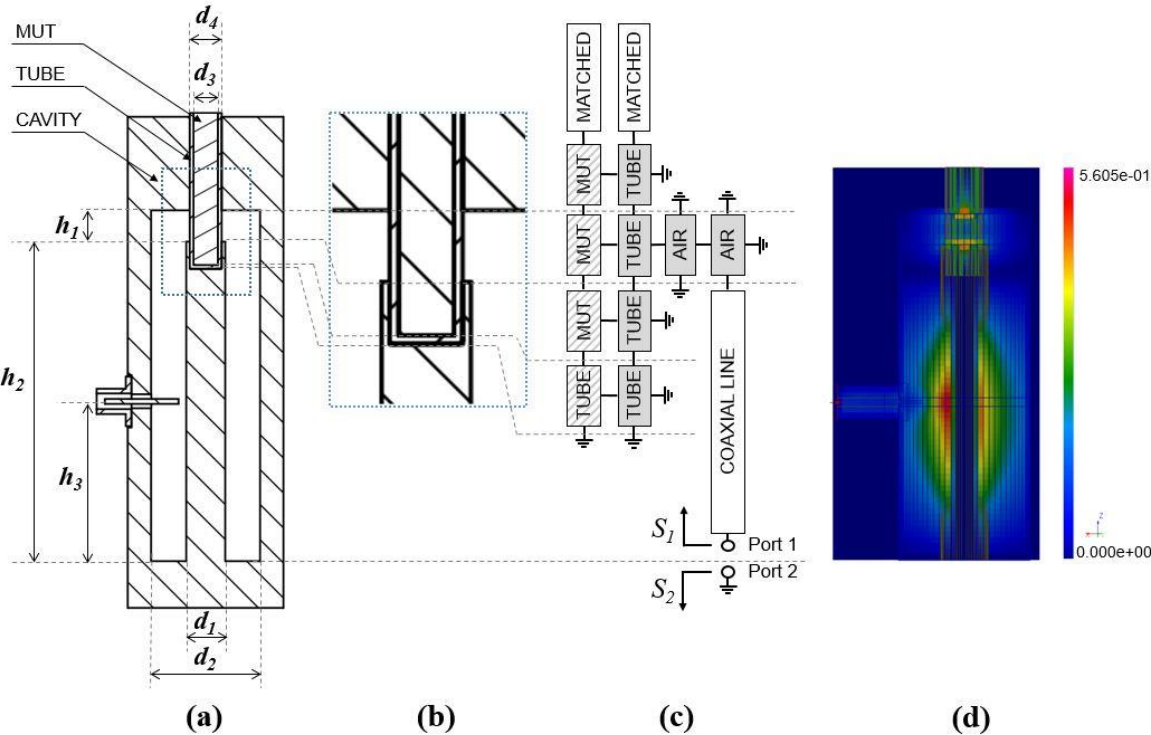 MUT
TUBE
CAVITY
d4
d3
h1
h2
h3
d1
d2
MATCHED
MATCHED
MUT
TUBE
MUT
TUBE
AIR
AIR
MUT
TUBE
TUBE
TUBE
COAXIAL LINE
S1
Port 1
S2
Port 2
5.605e-01
0.000e+00
z
(a)
(b)
(c)
(d)